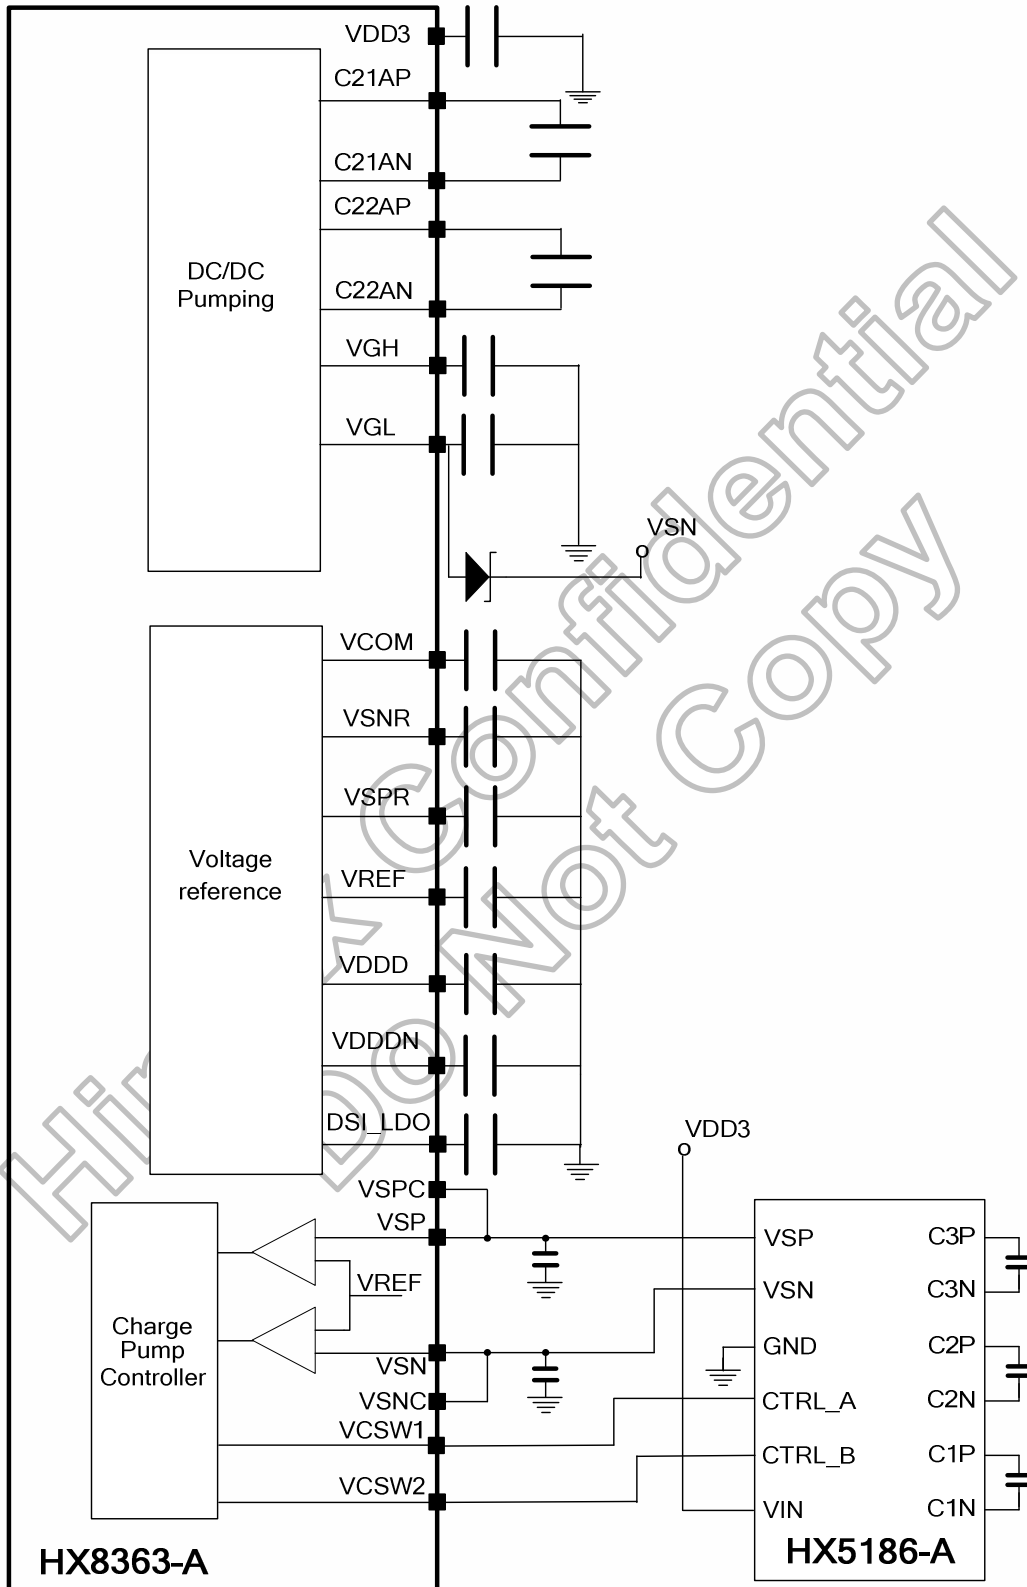 VDD3
C21AP
C21AN
C22AP
DC/DC
Pumping
C22AN
VGH
VGL
VSN
VCOM
VSNR
VSPR
Voltage
reference
VREF
VDDD
VDDDN
DSI_LDO
VDD3
VSPC
VSP
VREF
Charge
Pump
Controller
VSN
VSNC
VCSW1
VCSW2
HX8363-A
VSP
C3P
VSN
C3N
GND
C2P
CTRL_A
C2N
CTRL_B
C1P
VIN
C1N
HX5186-A
Confidential
Do Not Copy